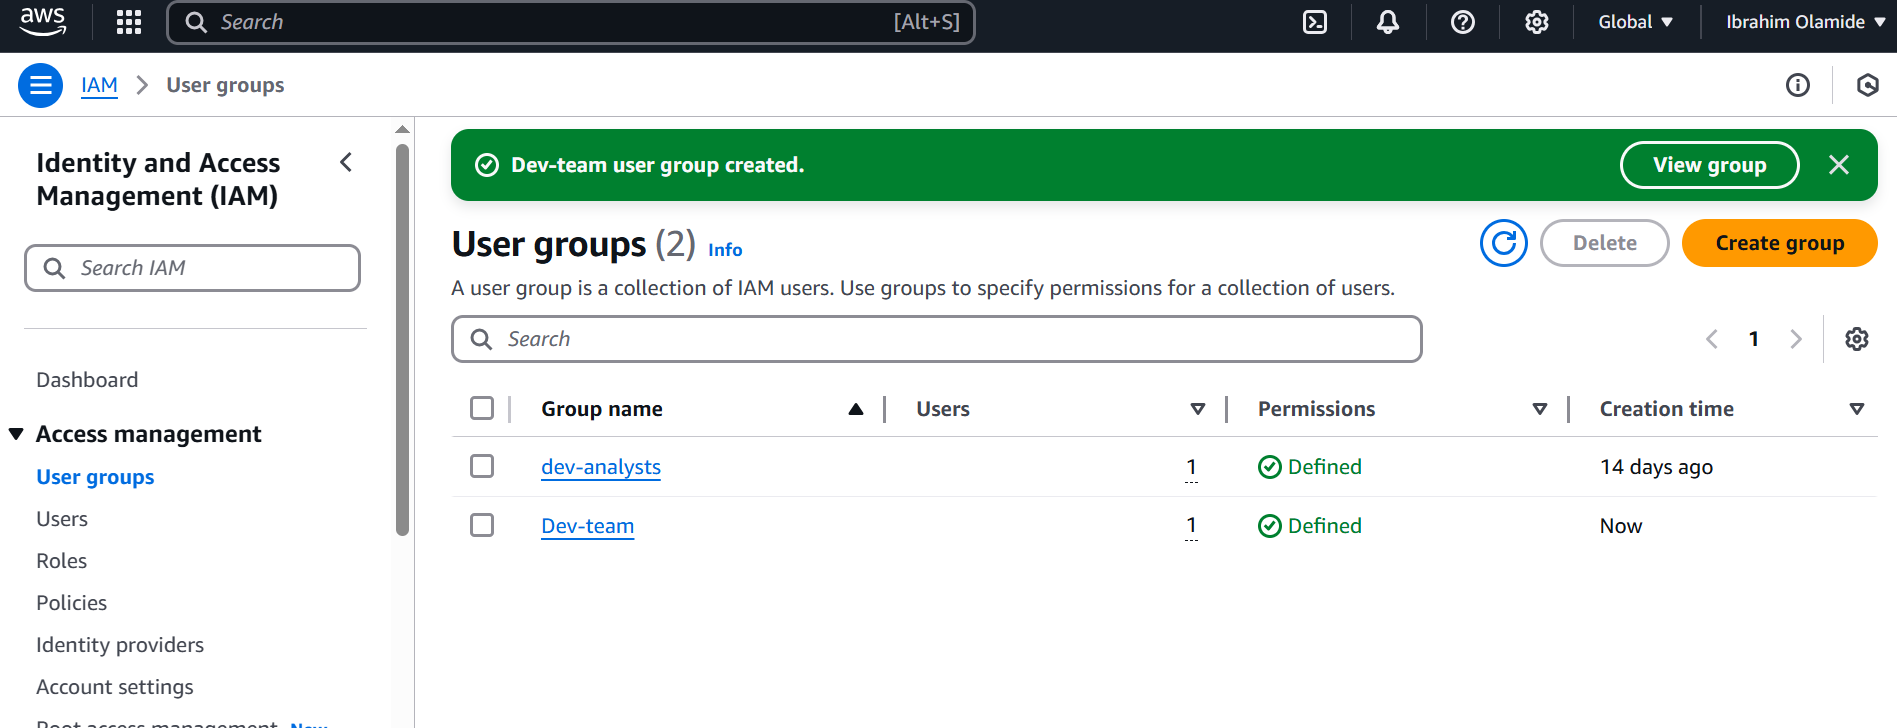 aws
Search [Alt+S]
Global
Ibrahim Olamide
IAM > User groups
Identity and Access
Management (IAM)
Search IAM
Dashboard
Access management
User groups
Users
Roles
Policies
Identity providers
Account settings
Root access management New
Dev-team user group created.
View group
User groups (2) Info
Delete
Create group
A user group is a collection of IAM users. Use groups to specify permissions for a collection of users.
Search
1
Group name Users Permissions Creation time
dev-analysts 1 Defined 14 days ago
Dev-team 1 Defined Now